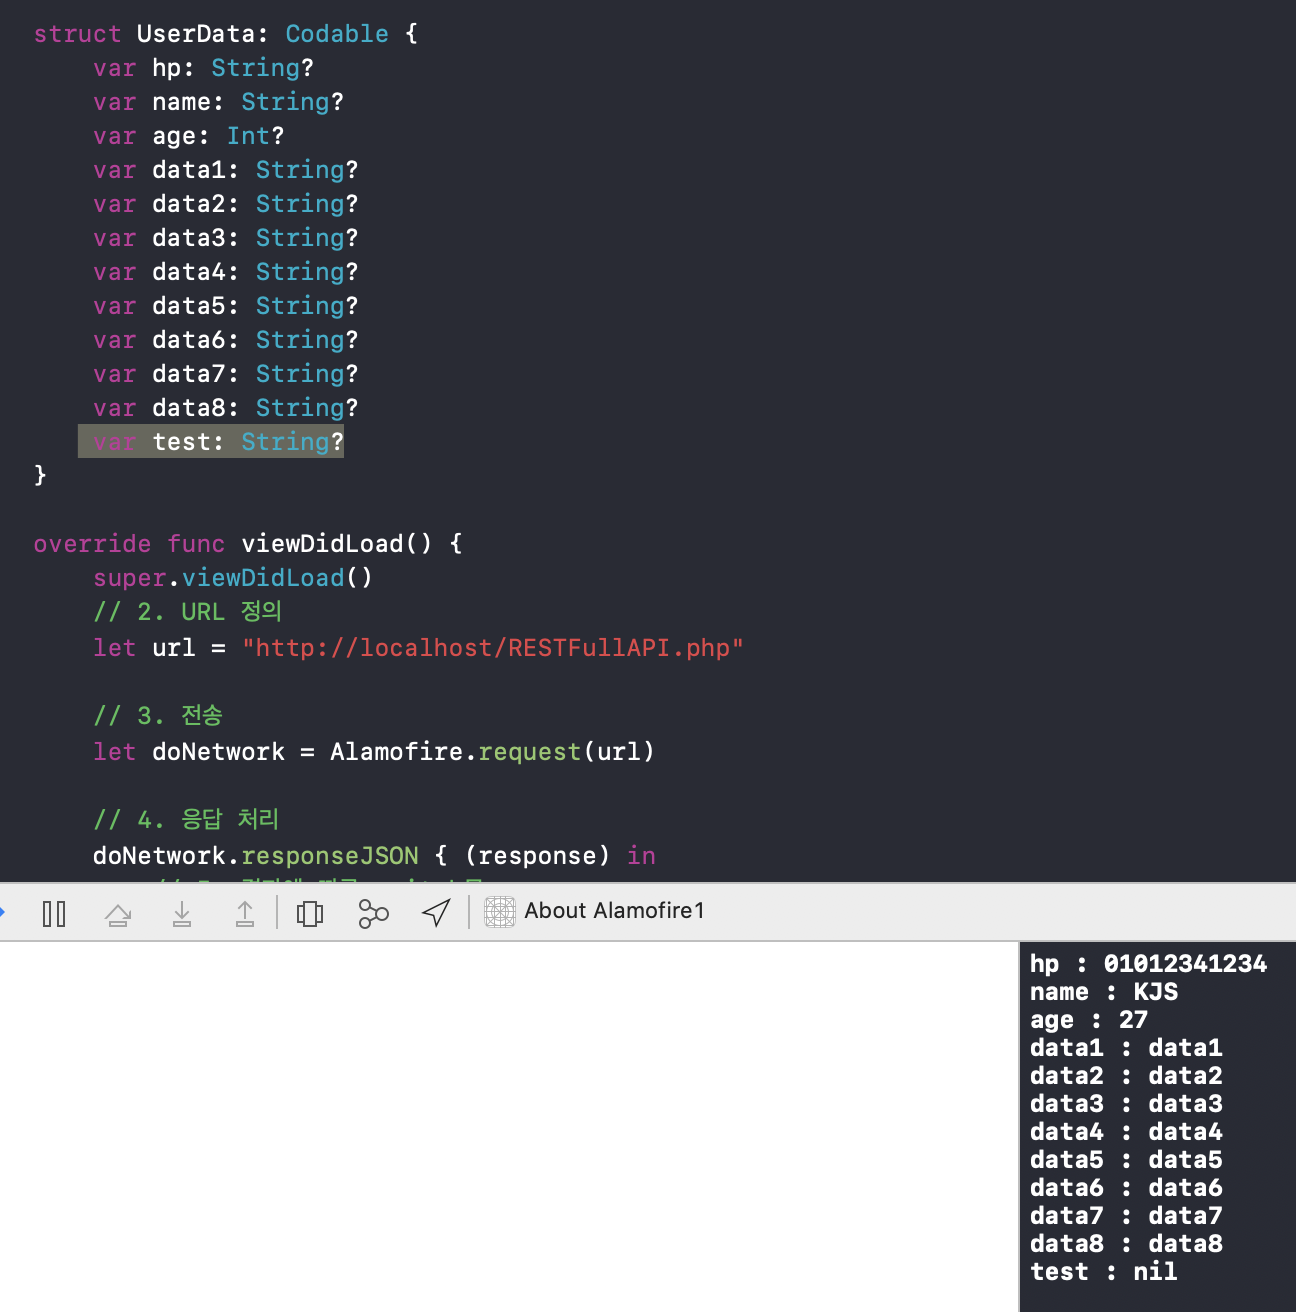 struct UserData: Codable {
var hp: String?
var name: String?
var age: Int?
var data1: String?
var data2: String?
var data3: String?
var data4: String?
var data5: String?
var data6: String?
var data7: String?
var data8: String?
var test: String?
}
override func viewDidLoad() {
super.viewDidLoad()
// 2. URL 정의
let url = "http://localhost/RESTFullAPI.php"
// 3. 전송
let doNetwork = Alamofire.request(url)
// 4. 응답 처리
doNetwork.responseJSON { (response) in
About Alamofire1
hp : 01012341234
name : KJS
age : 27
data1 : data1
data2 : data2
data3 : data3
data4 : data4
data5 : data5
data6 : data6
data7 : data7
data8 : data8
test : nil